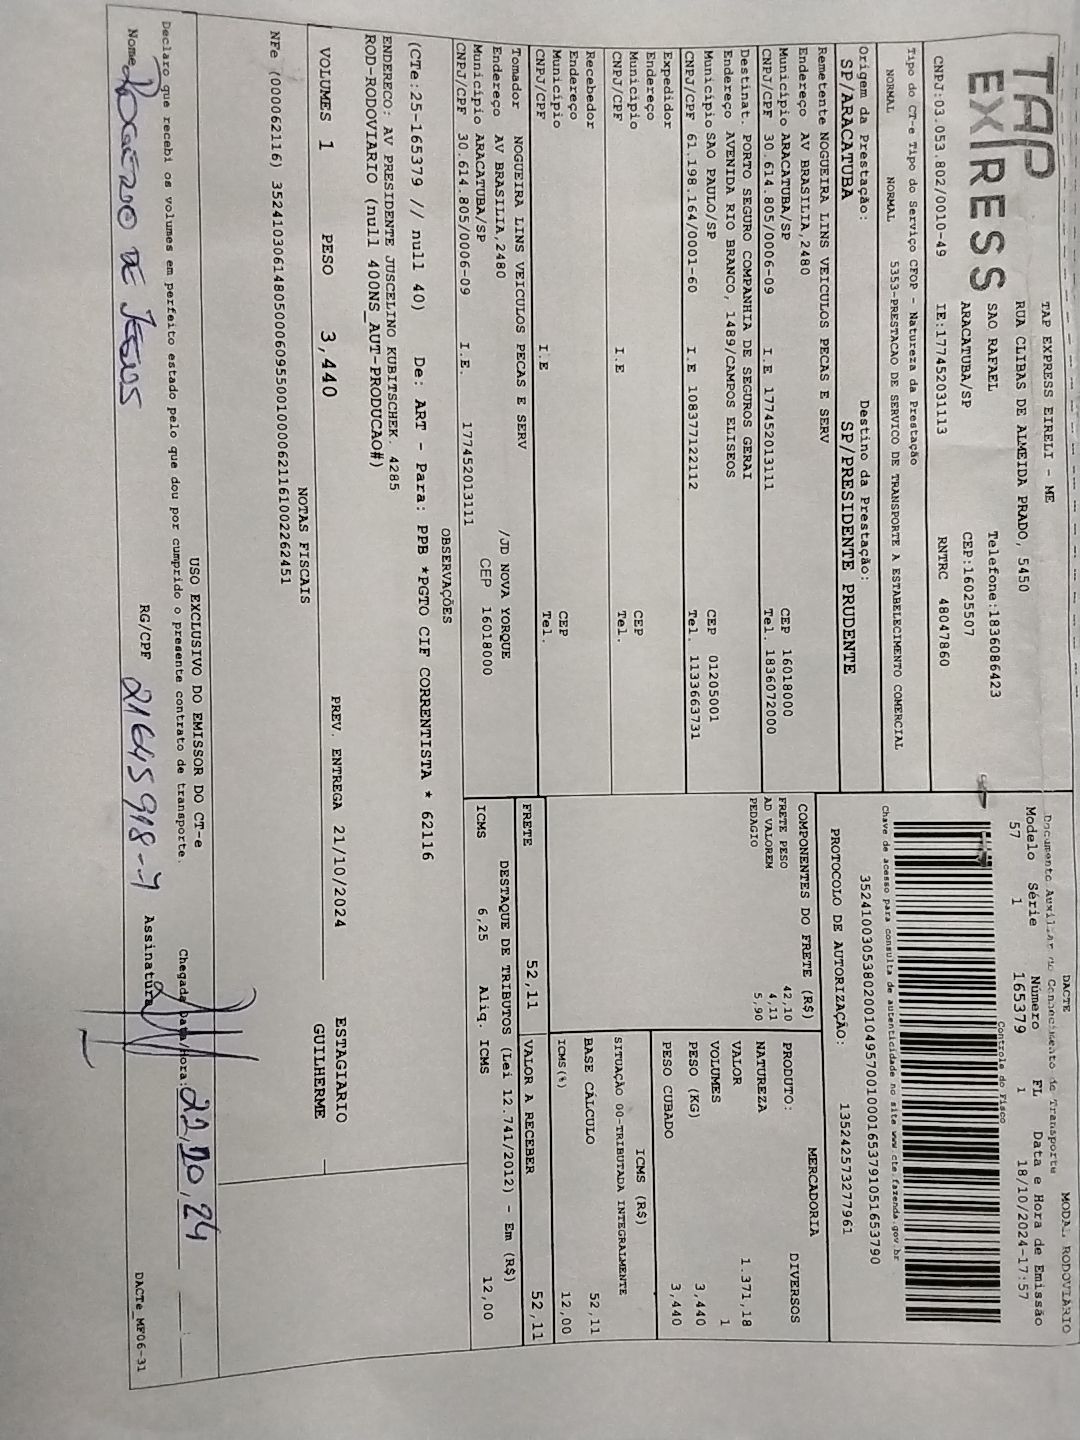 TAP
EXPRESS
TAP EXPRESS EIRELI - ME
RUA CLIBAS DE ALMEIDA PRADO, 5450
SAO RAFAEL Telefone:1836086423
ARACATUBA/SP CEP:16025507
CNPJ:03.053.802/0010-49 IE:177452031113 RNTRC 48047860
DACTE MODAL RODOVIÁRIO
Documento Auxiliar do Conhecimento de Transporte
Modelo Série Número FL Data e Hora de Emissão
57 1 165379 1 18/10/2024-17:57
Controle do Fisco
Chave de acesso para consulta de autenticidade no site www.cte.fazenda.gov.br
35241003053802001049570010001653791051653790
PROTOCOLO DE AUTORIZAÇÃO: 135242573277961
Tipo do CT-e Tipo do Serviço CFOP - Natureza da Prestação
NORMAL NORMAL 5353-PRESTACAO DE SERVICO DE TRANSPORTE A ESTABELECIMENTO COMERCIAL
Origem da Prestação: Destino da Prestação:
SP/ARACATUBA SP/PRESIDENTE PRUDENTE
Remetente NOGUEIRA LINS VEICULOS PECAS E SERV
Endereço AV BRASILIA,2480
Município ARACATUBA/SP CEP 16018000
CNPJ/CPF 30.614.805/0006-09 I.E 177452013111 Tel. 1836072000
Destinat. PORTO SEGURO COMPANHIA DE SEGUROS GERAI
Endereço AVENIDA RIO BRANCO, 1489/CAMPOS ELISEOS
Município SAO PAULO/SP CEP 01205001
CNPJ/CPF 61.198.164/0001-60 I.E 108377122112 Tel. 1133663731
Expedidor
Endereço
Município CEP
CNPJ/CPF I.E Tel.
Recebedor
Endereço
Município CEP
CNPJ/CPF I.E Tel.
Tomador NOGUEIRA LINS VEICULOS PECAS E SERV
Endereço AV BRASILIA,2480 /JD NOVA YORQUE
Município ARACATUBA/SP CEP 16018000
CNPJ/CPF 30.614.805/0006-09 I.E. 177452013111
COMPONENTES DO FRETE (R$)
FRETE PESO 42,10
AD VALOREM 4,11
PEDAGIO 5,90
MERCADORIA
PRODUTO: DIVERSOS
NATUREZA
VALOR 1.371,18
VOLUMES 1
PESO (KG) 3,440
PESO CUBADO 3,440
ICMS (R$)
SITUAÇÃO 00-TRIBUTADA INTEGRALMENTE
BASE CÁLCULO 52,11
ICMS(%) 12,00
FRETE 52,11 VALOR A RECEBER 52,11
DESTAQUE DE TRIBUTOS (Lei 12.741/2012) - Em (R$)
ICMS 6,25 Aliq. ICMS 12,00
OBSERVAÇÕES
(CTe:25-165379 // null 40) De: ART - Para: PPB *PGTO CIF CORRENTISTA * 62116
ENDERECO: AV PRESIDENTE JUSCELINO KUBITSCHEK 4285
ROD-RODOVIARIO (null 400NS_AUT-PRODUCAO#)
VOLUMES 1 PESO 3,440 PREV. ENTREGA 21/10/2024 ESTAGIARIO
GUILHERME
NOTAS FISCAIS
NFe (000062116) 35241030614805000609550010000621161002262451
USO EXCLUSIVO DO EMISSOR DO CT-e
Declaro que recebi os volumes em perfeito estado pelo que dou por cumprido o presente contrato de transporte. Chegada Data/Hora: 22,10,24
Nome DE JESUS RG/CPF 21645918-7 Assinatura
DACTe_MF06-31